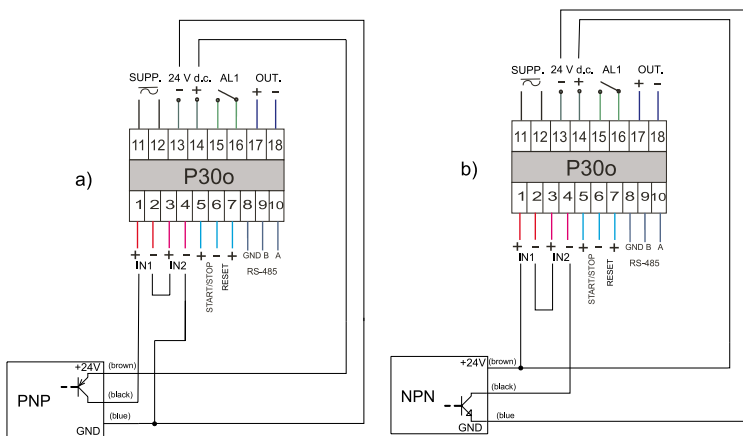 a)
SUPP. 24 V d.c. AL1 OUT.
- + + -
11 12 13 14 15 16 17 18
P30o
1 2 3 4 5 6 7 8 9 10
+ - + - + - + GND B A
IN1 IN2 START/STOP RESET RS-485
PNP
+24V (brown)
(black)
(blue)
GND
b)
SUPP. 24 V d.c. AL1 OUT.
- + + -
11 12 13 14 15 16 17 18
P30o
1 2 3 4 5 6 7 8 9 10
+ - + - + - + GND B A
IN1 IN2 START/STOP RESET RS-485
NPN
+24V (brown)
(black)
(blue
GND